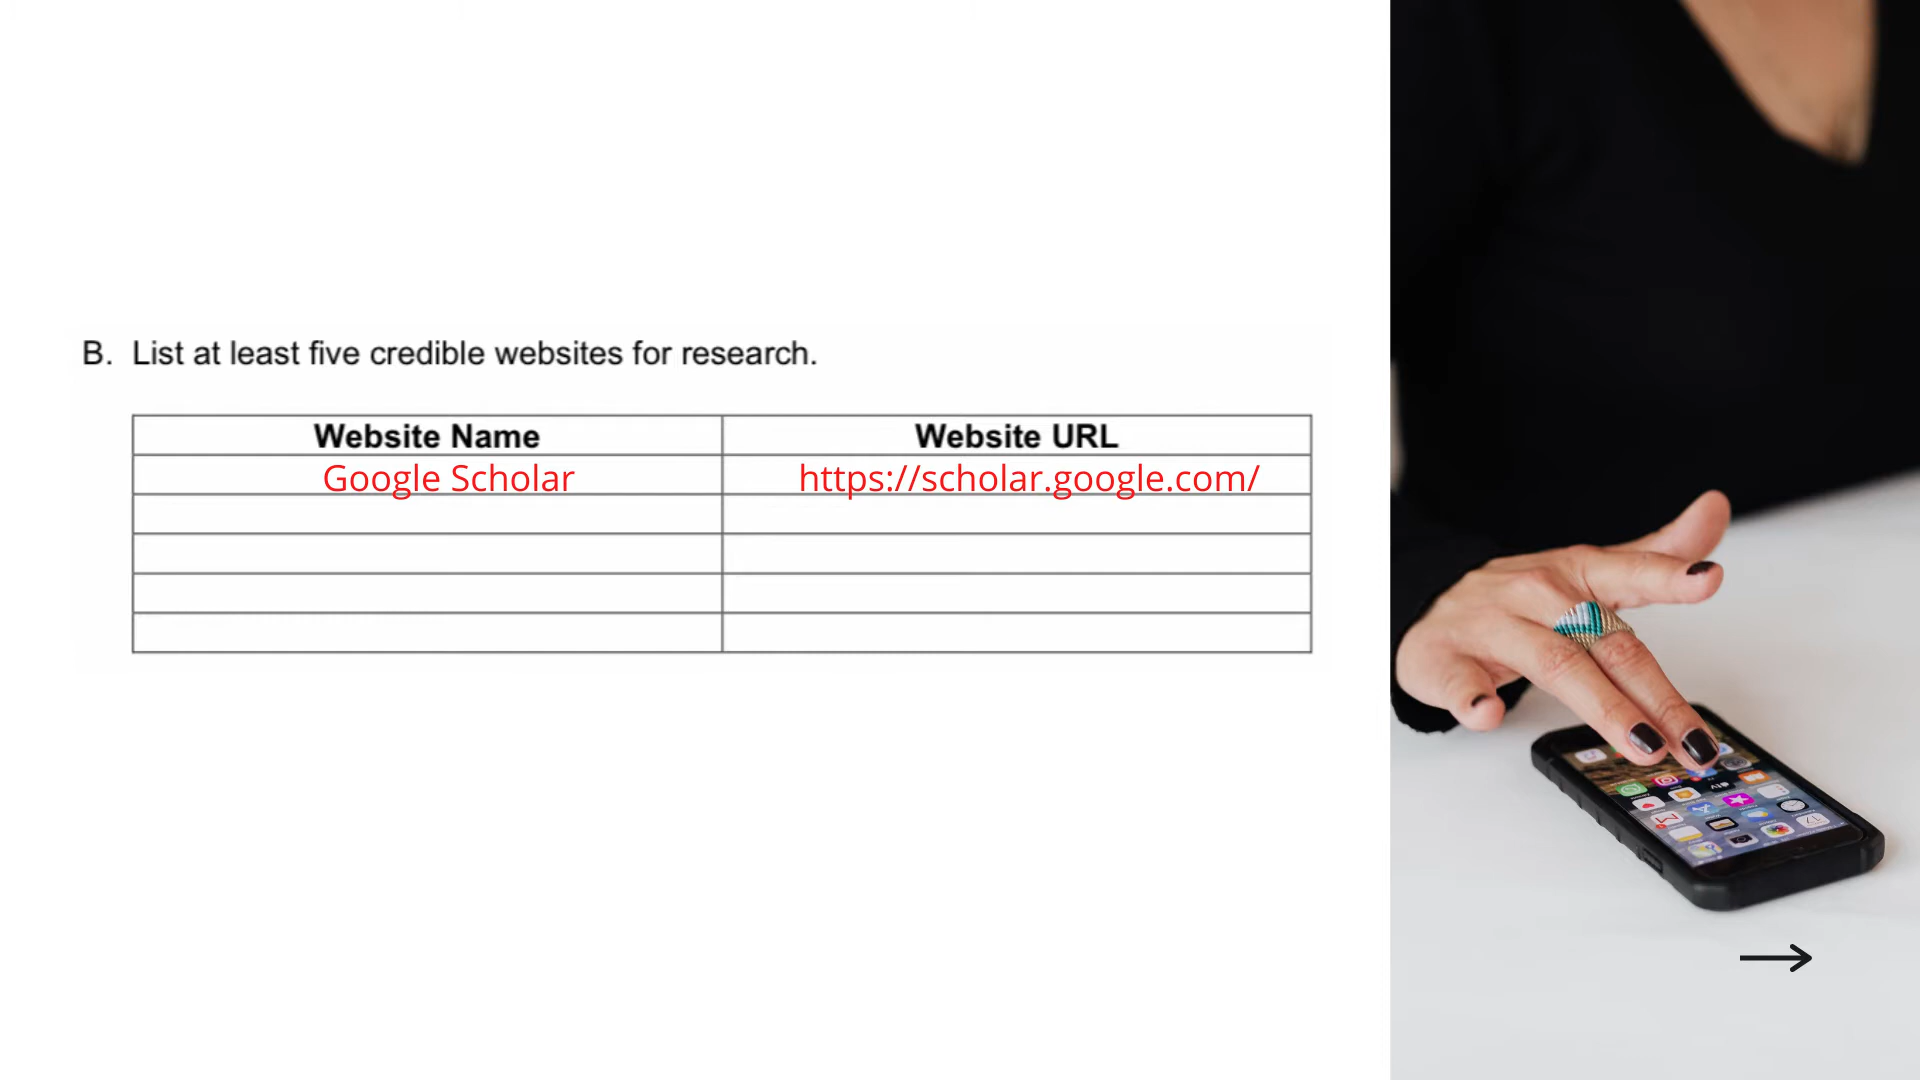 B. List at least five credible websites for research.
Website Name Website URL
Google Scholar https://scholar.google.com/